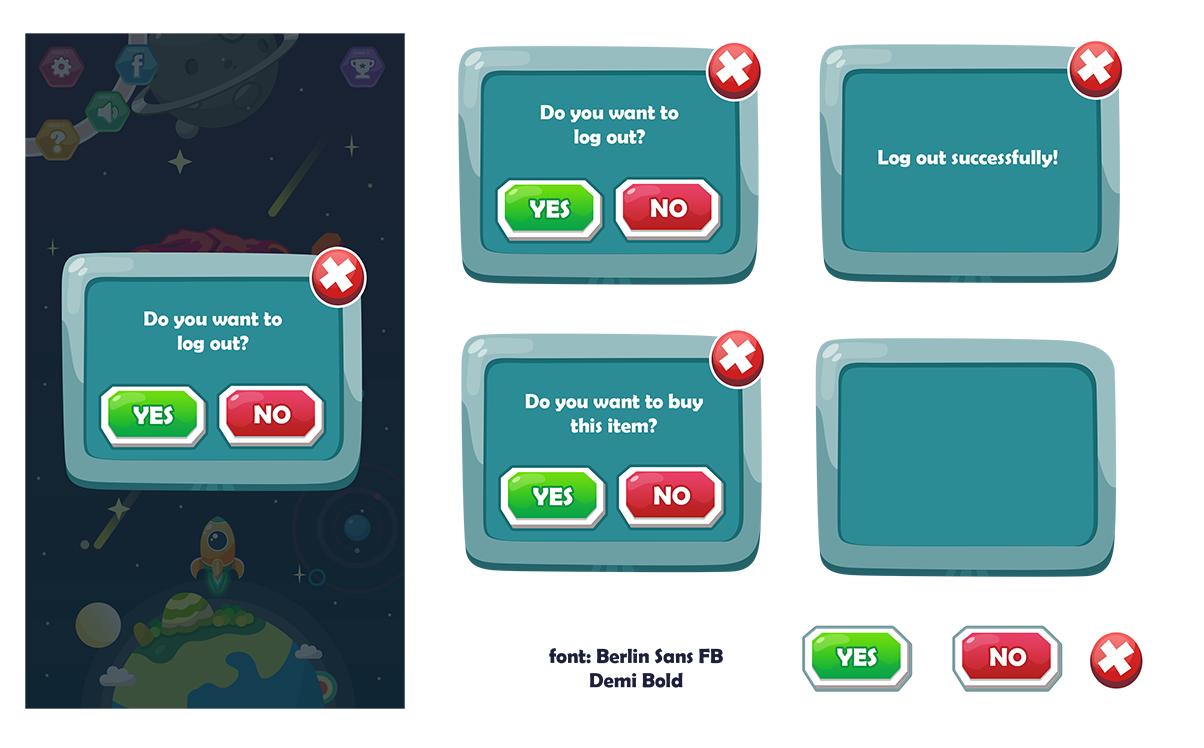 f
?
Do you want to
log out?
YES
NO
Do you want to
log out?
YES
NO
Log out successfully!
Do you want to buy
this item?
YES
NO
font: Berlin Sans FB
Demi Bold
YES
NO